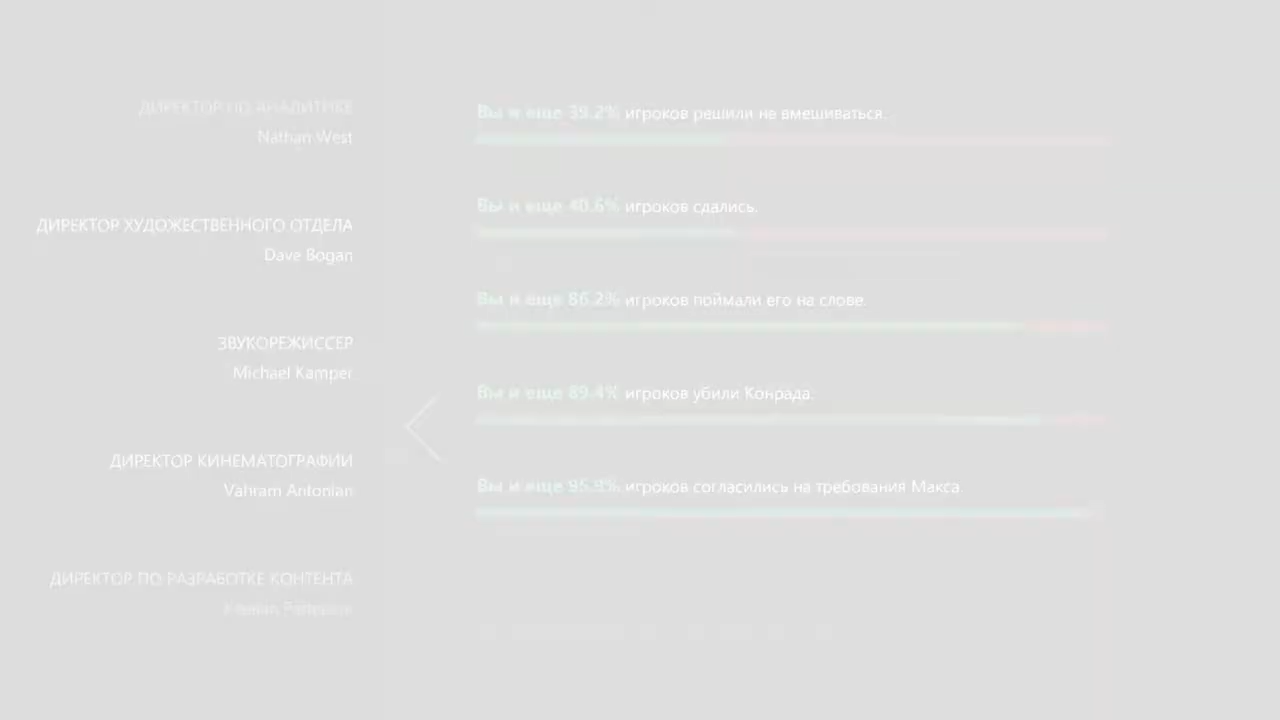 ДИРЕКТОР ПО АНАЛИТИКЕ
Nathan West
ДИРЕКТОР ХУДОЖЕСТВЕННОГО ОТДЕЛА
Dave Bogan
ЗВУКОРЕЖИССЕР
Michael Kamper
ДИРЕКТОР КИНЕМАТОГРАФИИ
Vahram Antonian
ДИРЕКТОР ПО РАЗРАБОТКЕ КОНТЕНТА
Вы и еще 39.2% игроков решили не вмешиваться.
Вы и еще 40.6% игроков сдались.
Вы и еще 86.2% игроков поймали его на слове.
Вы и еще 89.4% игроков убили Конрада.
Вы и еще 95.9% игроков согласились на требования Макса.